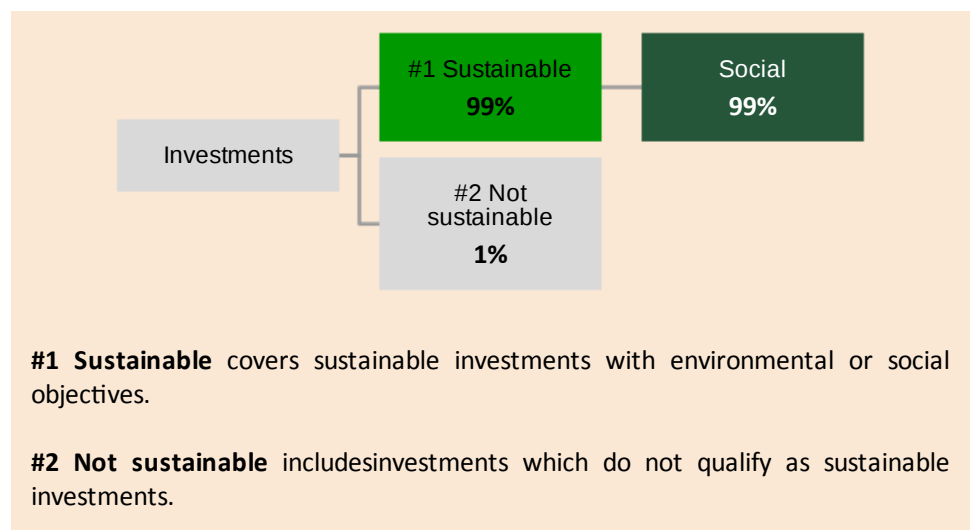 #1 Sustainable
99%
Social
99%
Investments
#2 Not
sustainable
1%
#1 Sustainable covers sustainable investments with environmental or social
objectives.
#2 Not sustainable includesinvestments which do not qualify as sustainable
investments.